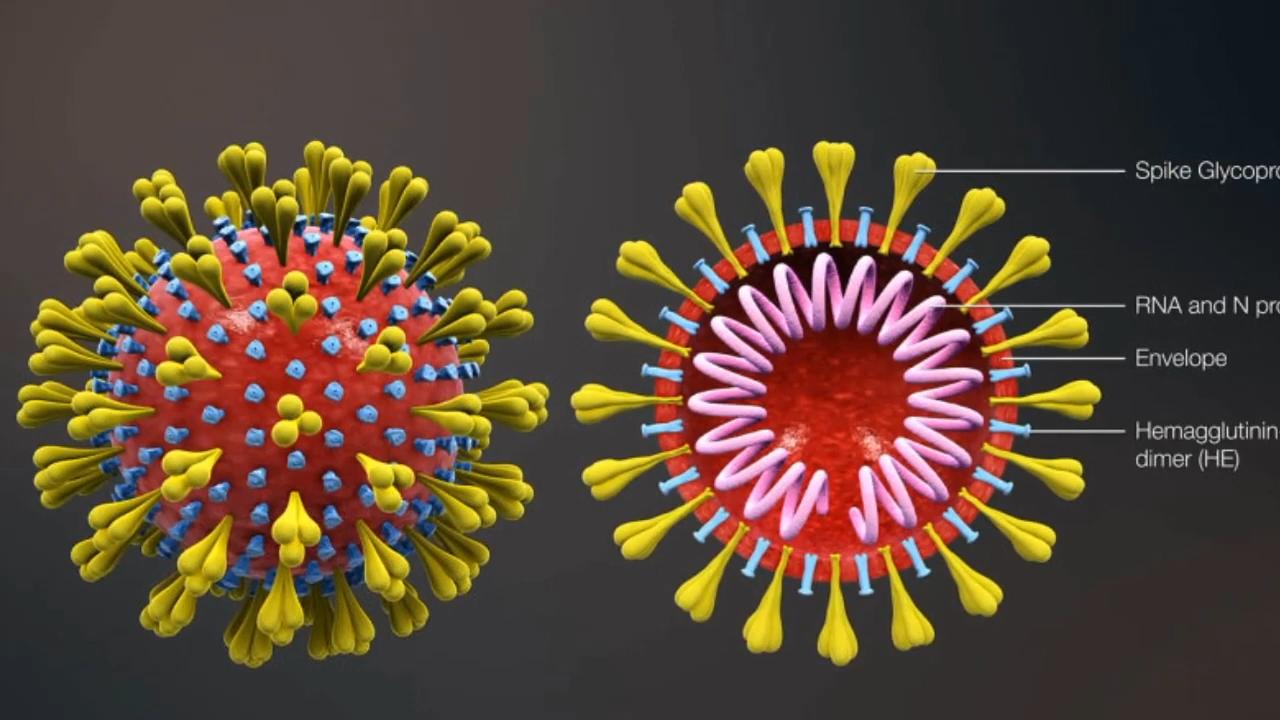 Spike Glycopro
RNA and N pro
Envelope
Hemagglutinin
dimer (HE)